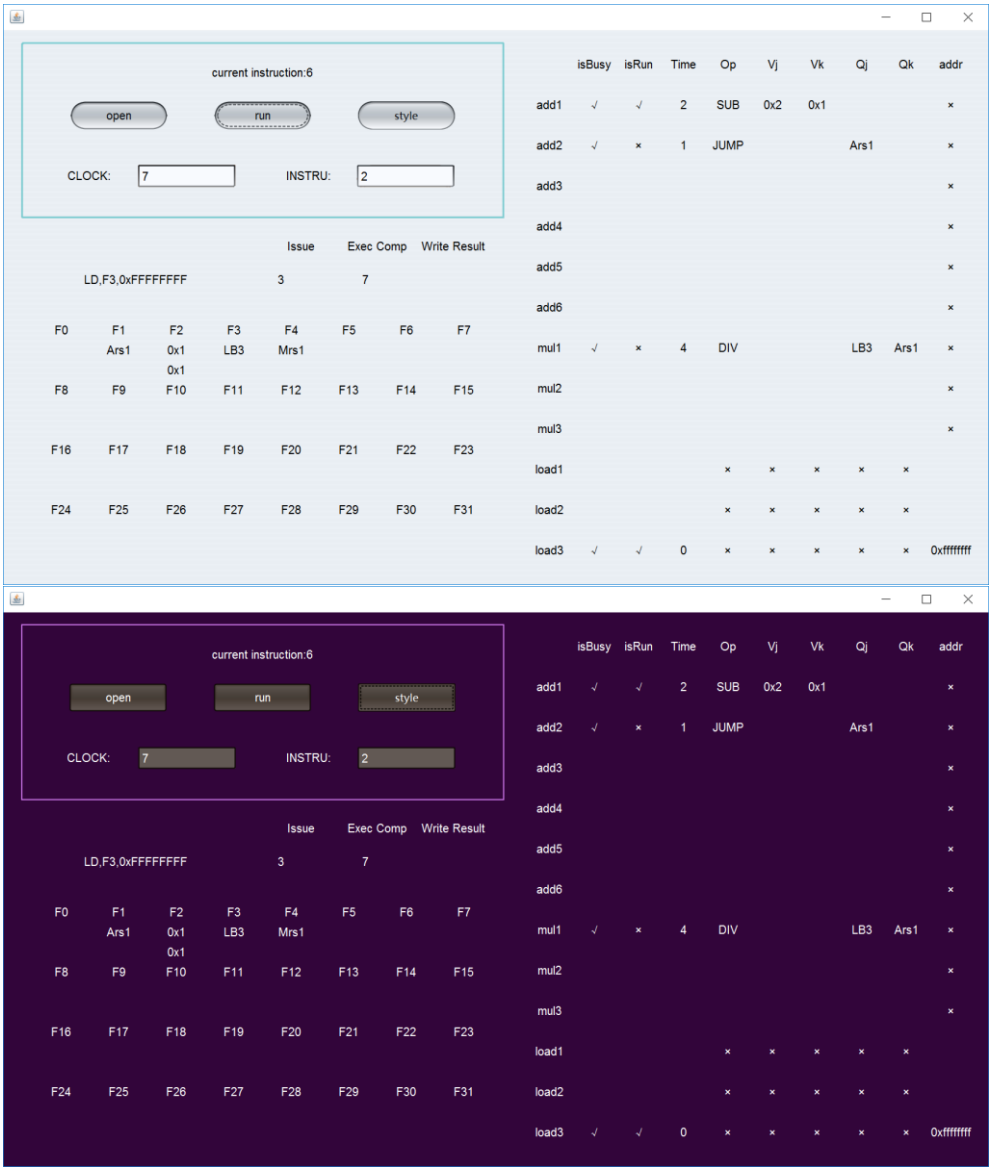 current instruction:6
open run style
CLOCK: 7 INSTRU: 2
Issue Exec Comp Write Result
LD,F3,0xFFFFFFFF 3 7
F0 F1 F2 F3 F4 F5 F6 F7
Ars1 0x1 LB3 Mrs1
0x1
F8 F9 F10 F11 F12 F13 F14 F15
F16 F17 F18 F19 F20 F21 F22 F23
F24 F25 F26 F27 F28 F29 F30 F31
isBusy isRun Time Op Vj Vk Qj Qk addr
add1 √ √ 2 SUB 0x2 0x1 ×
add2 √ × 1 JUMP Ars1 ×
add3 ×
add4 ×
add5 ×
add6 ×
mul1 √ × 4 DIV LB3 Ars1 ×
mul2 ×
mul3 ×
load1 × × × × ×
load2 × × × × ×
load3 √ √ 0 × × × × × 0xffffffff
current instruction:6
open run style
CLOCK: 7 INSTRU: 2
Issue Exec Comp Write Result
LD,F3,0xFFFFFFFF 3 7
F0 F1 F2 F3 F4 F5 F6 F7
Ars1 0x1 LB3 Mrs1
0x1
F8 F9 F10 F11 F12 F13 F14 F15
F16 F17 F18 F19 F20 F21 F22 F23
F24 F25 F26 F27 F28 F29 F30 F31
isBusy isRun Time Op Vj Vk Qj Qk addr
add1 √ √ 2 SUB 0x2 0x1 ×
add2 √ × 1 JUMP Ars1 ×
add3 ×
add4 ×
add5 ×
add6 ×
mul1 √ × 4 DIV LB3 Ars1 ×
mul2 ×
mul3 ×
load1 × × × × ×
load2 × × × × ×
load3 √ √ 0 × × × × × 0xffffffff